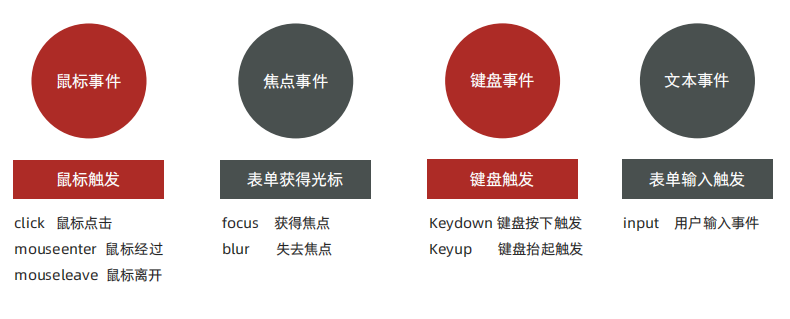 鼠标事件
鼠标触发
click 鼠标点击
mouseenter 鼠标经过
mouseleave 鼠标离开
焦点事件
表单获得光标
focus 获得焦点
blur 失去焦点
键盘事件
键盘触发
Keydown 键盘按下触发
Keyup 键盘抬起触发
文本事件
表单输入触发
input 用户输入事件